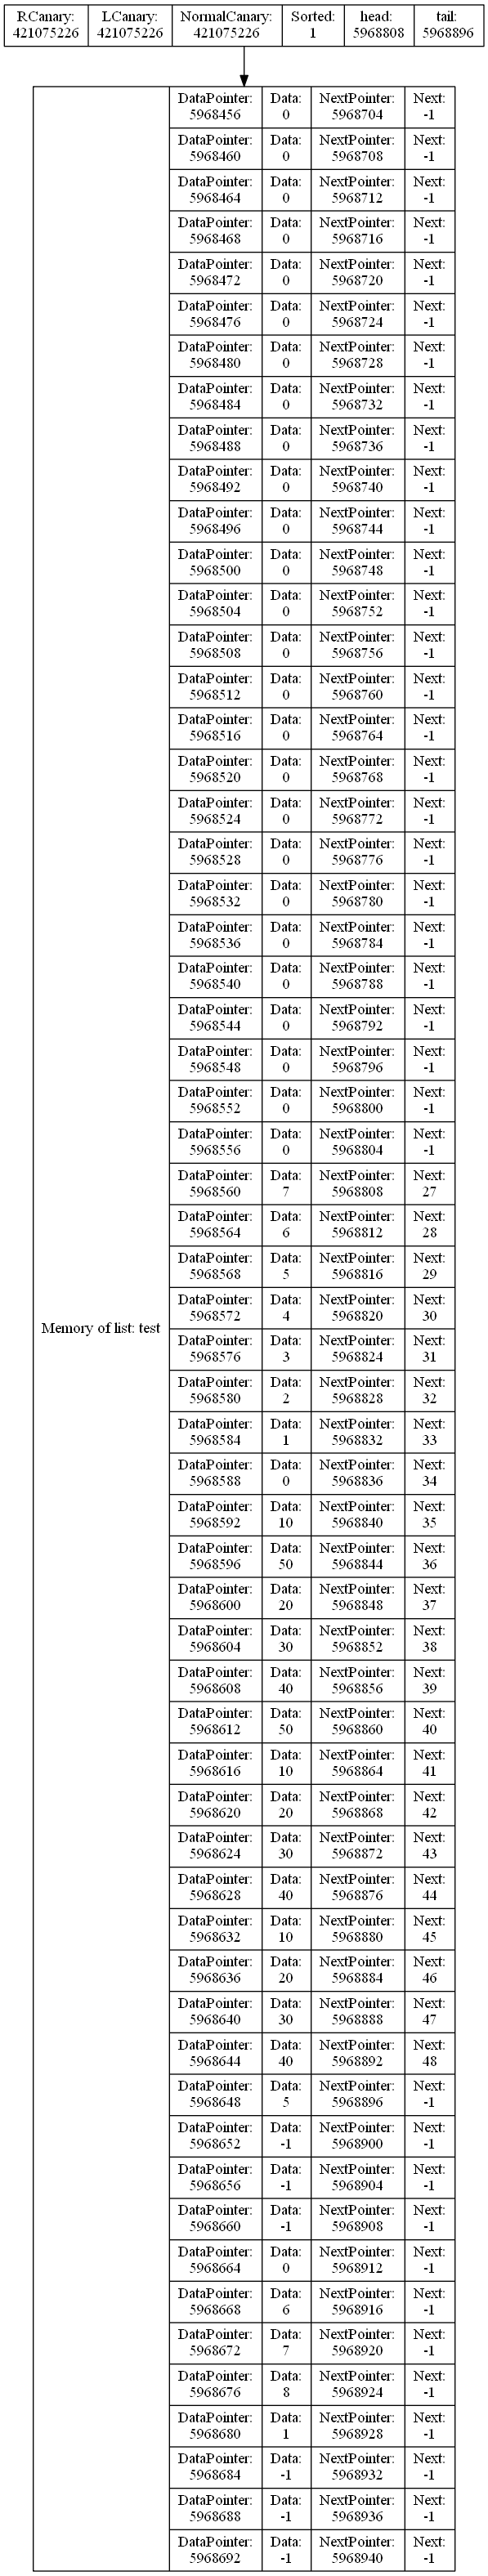 RCanary: LCanary: NormalCanary: Sorted: head: tail:
421075226 421075226 421075226 1 5968808 5968896
Memory of list: test
DataPointer: Data: NextPointer: Next:
5968456 0 5968704 -1
DataPointer: Data: NextPointer: Next:
5968460 0 5968708 -1
DataPointer: Data: NextPointer: Next:
5968464 0 5968712 -1
DataPointer: Data: NextPointer: Next:
5968468 0 5968716 -1
DataPointer: Data: NextPointer: Next:
5968472 0 5968720 -1
DataPointer: Data: NextPointer: Next:
5968476 0 5968724 -1
DataPointer: Data: NextPointer: Next:
5968480 0 5968728 -1
DataPointer: Data: NextPointer: Next:
5968484 0 5968732 -1
DataPointer: Data: NextPointer: Next:
5968488 0 5968736 -1
DataPointer: Data: NextPointer: Next:
5968492 0 5968740 -1
DataPointer: Data: NextPointer: Next:
5968496 0 5968744 -1
DataPointer: Data: NextPointer: Next:
5968500 0 5968748 -1
DataPointer: Data: NextPointer: Next:
5968504 0 5968752 -1
DataPointer: Data: NextPointer: Next:
5968508 0 5968756 -1
DataPointer: Data: NextPointer: Next:
5968512 0 5968760 -1
DataPointer: Data: NextPointer: Next:
5968516 0 5968764 -1
DataPointer: Data: NextPointer: Next:
5968520 0 5968768 -1
DataPointer: Data: NextPointer: Next:
5968524 0 5968772 -1
DataPointer: Data: NextPointer: Next:
5968528 0 5968776 -1
DataPointer: Data: NextPointer: Next:
5968532 0 5968780 -1
DataPointer: Data: NextPointer: Next:
5968536 0 5968784 -1
DataPointer: Data: NextPointer: Next:
5968540 0 5968788 -1
DataPointer: Data: NextPointer: Next:
5968544 0 5968792 -1
DataPointer: Data: NextPointer: Next:
5968548 0 5968796 -1
DataPointer: Data: NextPointer: Next:
5968552 0 5968800 -1
DataPointer: Data: NextPointer: Next:
5968556 0 5968804 -1
DataPointer: Data: NextPointer: Next:
5968560 7 5968808 27
DataPointer: Data: NextPointer: Next:
5968564 6 5968812 28
DataPointer: Data: NextPointer: Next:
5968568 5 5968816 29
DataPointer: Data: NextPointer: Next:
5968572 4 5968820 30
DataPointer: Data: NextPointer: Next:
5968576 3 5968824 31
DataPointer: Data: NextPointer: Next:
5968580 2 5968828 32
DataPointer: Data: NextPointer: Next:
5968584 1 5968832 33
DataPointer: Data: NextPointer: Next:
5968588 0 5968836 34
DataPointer: Data: NextPointer: Next:
5968592 10 5968840 35
DataPointer: Data: NextPointer: Next:
5968596 50 5968844 36
DataPointer: Data: NextPointer: Next:
5968600 20 5968848 37
DataPointer: Data: NextPointer: Next:
5968604 30 5968852 38
DataPointer: Data: NextPointer: Next:
5968608 40 5968856 39
DataPointer: Data: NextPointer: Next:
5968612 50 5968860 40
DataPointer: Data: NextPointer: Next:
5968616 10 5968864 41
DataPointer: Data: NextPointer: Next:
5968620 20 5968868 42
DataPointer: Data: NextPointer: Next:
5968624 30 5968872 43
DataPointer: Data: NextPointer: Next:
5968628 40 5968876 44
DataPointer: Data: NextPointer: Next:
5968632 10 5968880 45
DataPointer: Data: NextPointer: Next:
5968636 20 5968884 46
DataPointer: Data: NextPointer: Next:
5968640 30 5968888 47
DataPointer: Data: NextPointer: Next:
5968644 40 5968892 48
DataPointer: Data: NextPointer: Next:
5968648 5 5968896 -1
DataPointer: Data: NextPointer: Next:
5968652 -1 5968900 -1
DataPointer: Data: NextPointer: Next:
5968656 -1 5968904 -1
DataPointer: Data: NextPointer: Next:
5968660 -1 5968908 -1
DataPointer: Data: NextPointer: Next:
5968664 0 5968912 -1
DataPointer: Data: NextPointer: Next:
5968668 6 5968916 -1
DataPointer: Data: NextPointer: Next:
5968672 7 5968920 -1
DataPointer: Data: NextPointer: Next:
5968676 8 5968924 -1
DataPointer: Data: NextPointer: Next:
5968680 1 5968928 -1
DataPointer: Data: NextPointer: Next:
5968684 -1 5968932 -1
DataPointer: Data: NextPointer: Next:
5968688 -1 5968936 -1
DataPointer: Data: NextPointer: Next:
5968692 -1 5968940 -1